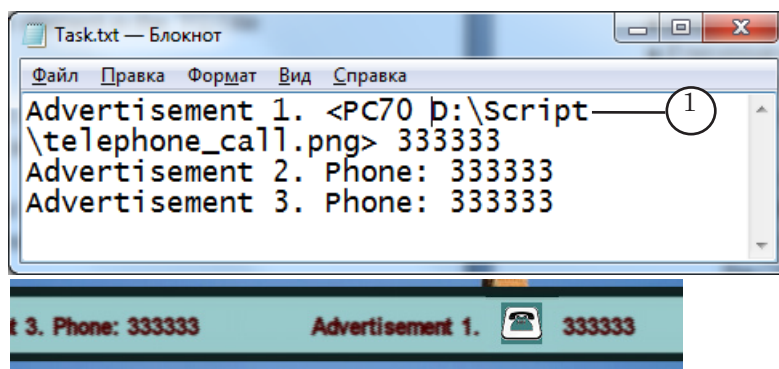 Task.txt — Блокнот
Файл Правка Формат Вид Справка
Advertisement 1. <PC70 D:\Script
1
\telephone_call.png> 333333
Advertisement 2. Phone: 333333
Advertisement 3. Phone: 333333
t 3. Phone: 333333 Advertisement 1. 333333